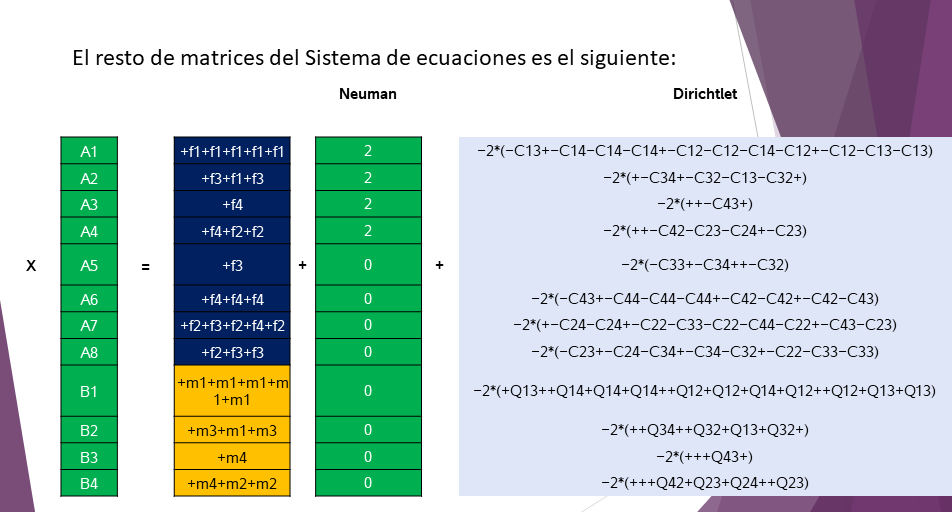 El resto de matrices del Sistema de ecuaciones es el siguiente:
Neuman Dirichtlet
A1 +f1+f1+f1+f1+f1 2 −2*(−C13+−C14−C14−C14+−C12−C12−C14−C12+−C12−C13−C13)
A2 +f3+f1+f3 2 −2*(+−C34+−C32−C13−C32+)
A3 +f4 2 −2*(++−C43+)
A4 +f4+f2+f2 2 −2*(++−C42−C23−C24+−C23)
X A5 = +f3 + 0 + −2*(−C33+−C34++−C32)
A6 +f4+f4+f4 0 −2*(−C43+−C44−C44−C44+−C42−C42+−C42−C43)
A7 +f2+f3+f2+f4+f2 0 −2*(+−C24−C24+−C22−C33−C22−C44−C22+−C43−C23)
A8 +f2+f3+f3 0 −2*(−C23+−C24−C34+−C34−C32+−C22−C33−C33)
B1 +m1+m1+m1+m
1+m1 0 −2*(+Q13++Q14+Q14+Q14++Q12+Q12+Q14+Q12++Q12+Q13+Q13)
B2 +m3+m1+m3 0 −2*(++Q34++Q32+Q13+Q32+)
B3 +m4 0 −2*(+++Q43+)
B4 +m4+m2+m2 0 −2*(+++Q42+Q23+Q24++Q23)